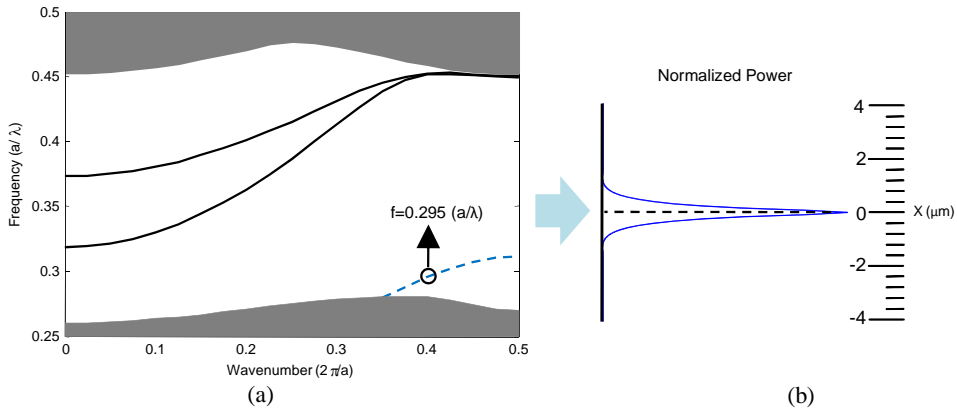 0.5
0.45
0.4
0.35
0.3
0.25
Frequency (a/ λ)
f=0.295 (a/λ)
0
0.1
0.2
0.3
0.4
0.5
Wavenumber (2 π/a)
(a)
Normalized Power
4
2
0
-2
-4
X (μm)
(b)